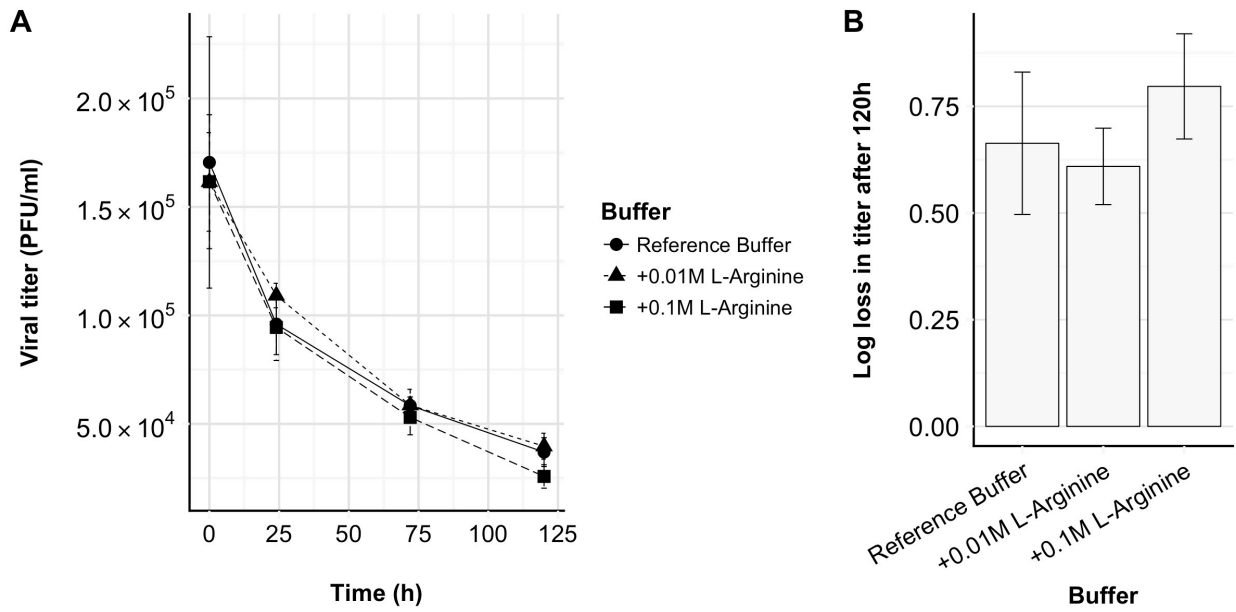 A
Viral titer (PFU/ml)
2.0 × 10⁵
1.5 × 10⁵
1.0 × 10⁵
5.0 × 10⁴
0 25 50 75 100 125
Time (h)
Buffer
Reference Buffer
+0.01M L-Arginine
+0.1M L-Arginine
B
Log loss in titer after 120h
0.75
0.50
0.25
0.00
Reference Buffer
+0.01M L-Arginine
+0.1M L-Arginine
Buffer